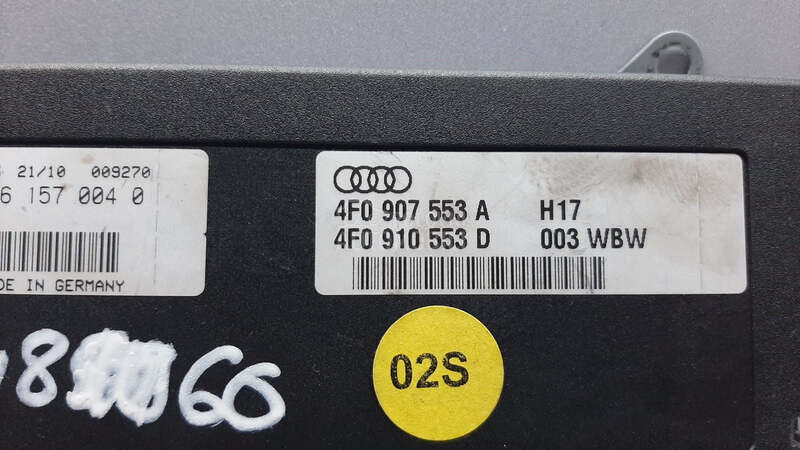 21/10 009270
6 157 004 0
DE IN GERMANY
4F0 907 553 A H17
4F0 910 553 D 003 WBW
02S
66